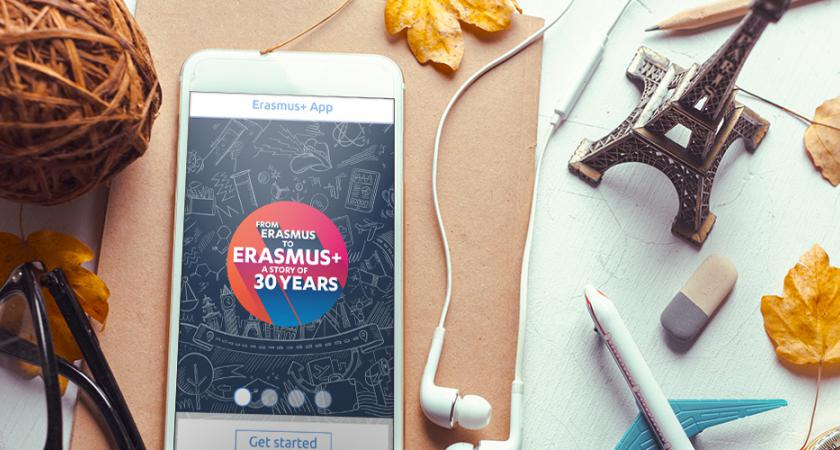 Erasmus+ App
FROM
ERASMUS
TO
ERASMUS+
A STORY OF
30 YEARS
Get started